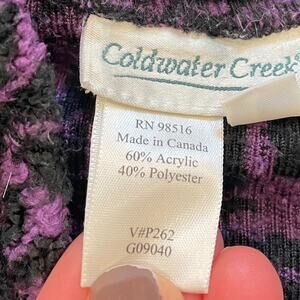 Coldwater Creek
RN 98516
Made in Canada
60% Acrylic
40% Polyester
V#P262
G09040